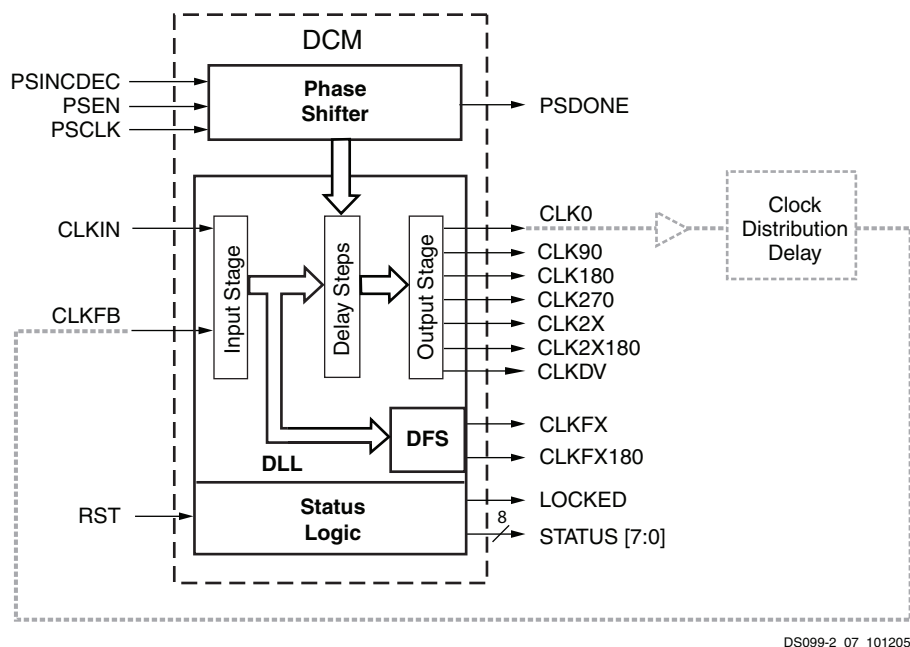 DCM
PSINCDEC
PSEN
PSCLK
Phase
Shifter
PSDONE
CLKIN
CLKFB
Input Stage
Delay Steps
Output Stage
CLK0
CLK90
CLK180
CLK270
CLK2X
CLK2X180
CLKDV
Clock
Distribution
Delay
DFS
DLL
CLKFX
CLKFX180
RST
Status
Logic
LOCKED
8
STATUS [7:0]
DS099-2_07_101205